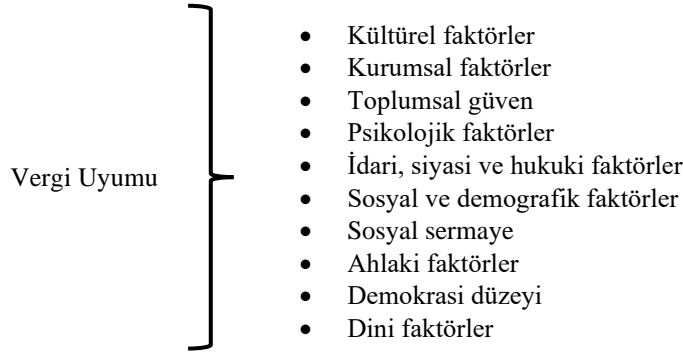 Vergi Uyumu
• Kültürel faktörler
• Kurumsal faktörler
• Toplumsal güven
• Psikolojik faktörler
• İdari, siyasi ve hukuki faktörler
• Sosyal ve demografik faktörler
• Sosyal sermaye
• Ahlaki faktörler
• Demokrasi düzeyi
• Dini faktörler